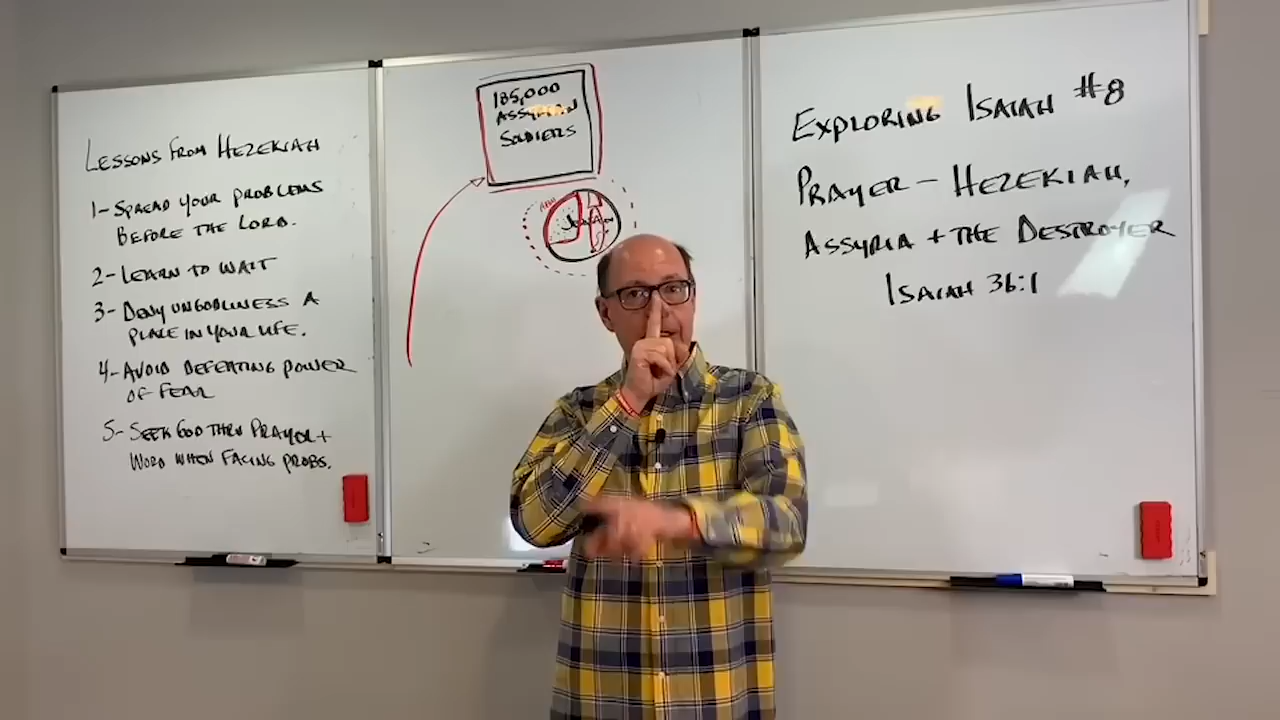 LESSONS FROM HEZEKIAH
1- SPREAD YOUR PROBLEMS
BEFORE THE LORD.
2- LEARN TO WAIT
3- DENY UNGODLINESS A
PLACE IN YOUR LIFE.
4- AVOID DEFEATING POWER
OF FEAR
5- SEEK GOD THRU PRAYER +
WORD WHEN FACING PROBS.
185,000
ASSYRIAN
SOLDIERS
EXPLORING ISAIAH #8
PRAYER - HEZEKIAH,
ASSYRIA + THE DESTROYER
ISAIAH 36:1